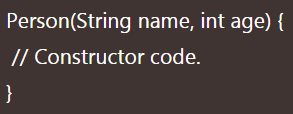 Person(String name, int age) {
// Constructor code.
}